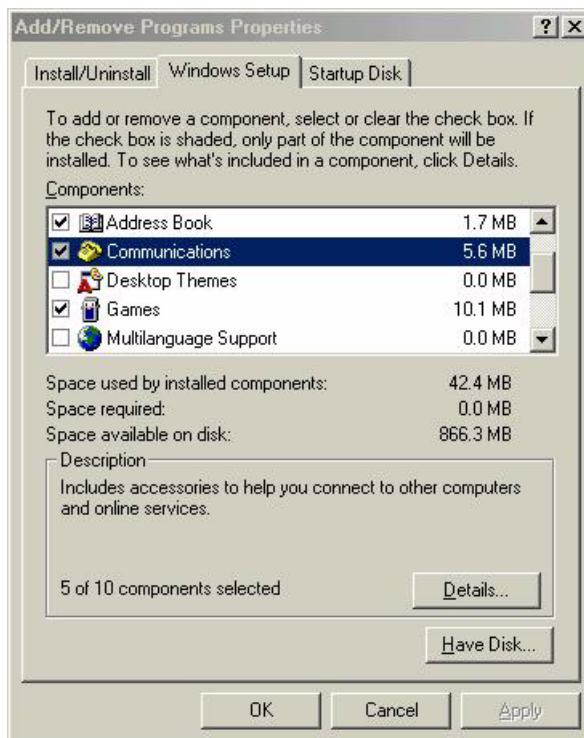 Add/Remove Programs Properties
Install/Uninstall Windows Setup Startup Disk
To add or remove a component, select or clear the check box. If
the check box is shaded, only part of the component will be
installed. To see what's included in a component, click Details.
Components:
Address Book 1.7 MB
Communications 5.6 MB
Desktop Themes 0.0 MB
Games 10.1 MB
Multilanguage Support 0.0 MB
Space used by installed components: 42.4 MB
Space required: 0.0 MB
Space available on disk: 866.3 MB
Description
Includes accessories to help you connect to other computers
and online services.
5 of 10 components selected Details...
Have Disk...
OK Cancel Apply